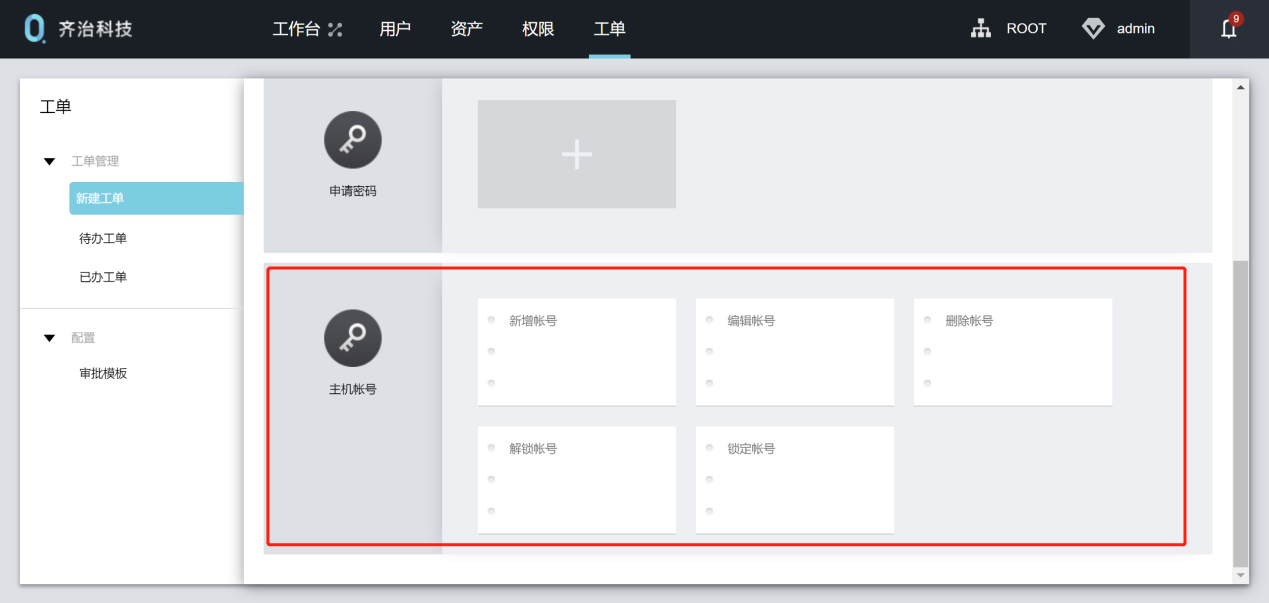 齐治科技 工作台 用户 资产 权限 工单 ROOT admin 9
工单
工单管理
新建工单
待办工单
已办工单
配置
审批模板
申请密码
主机帐号
新增帐号 编辑帐号 删除帐号
解锁帐号 锁定帐号